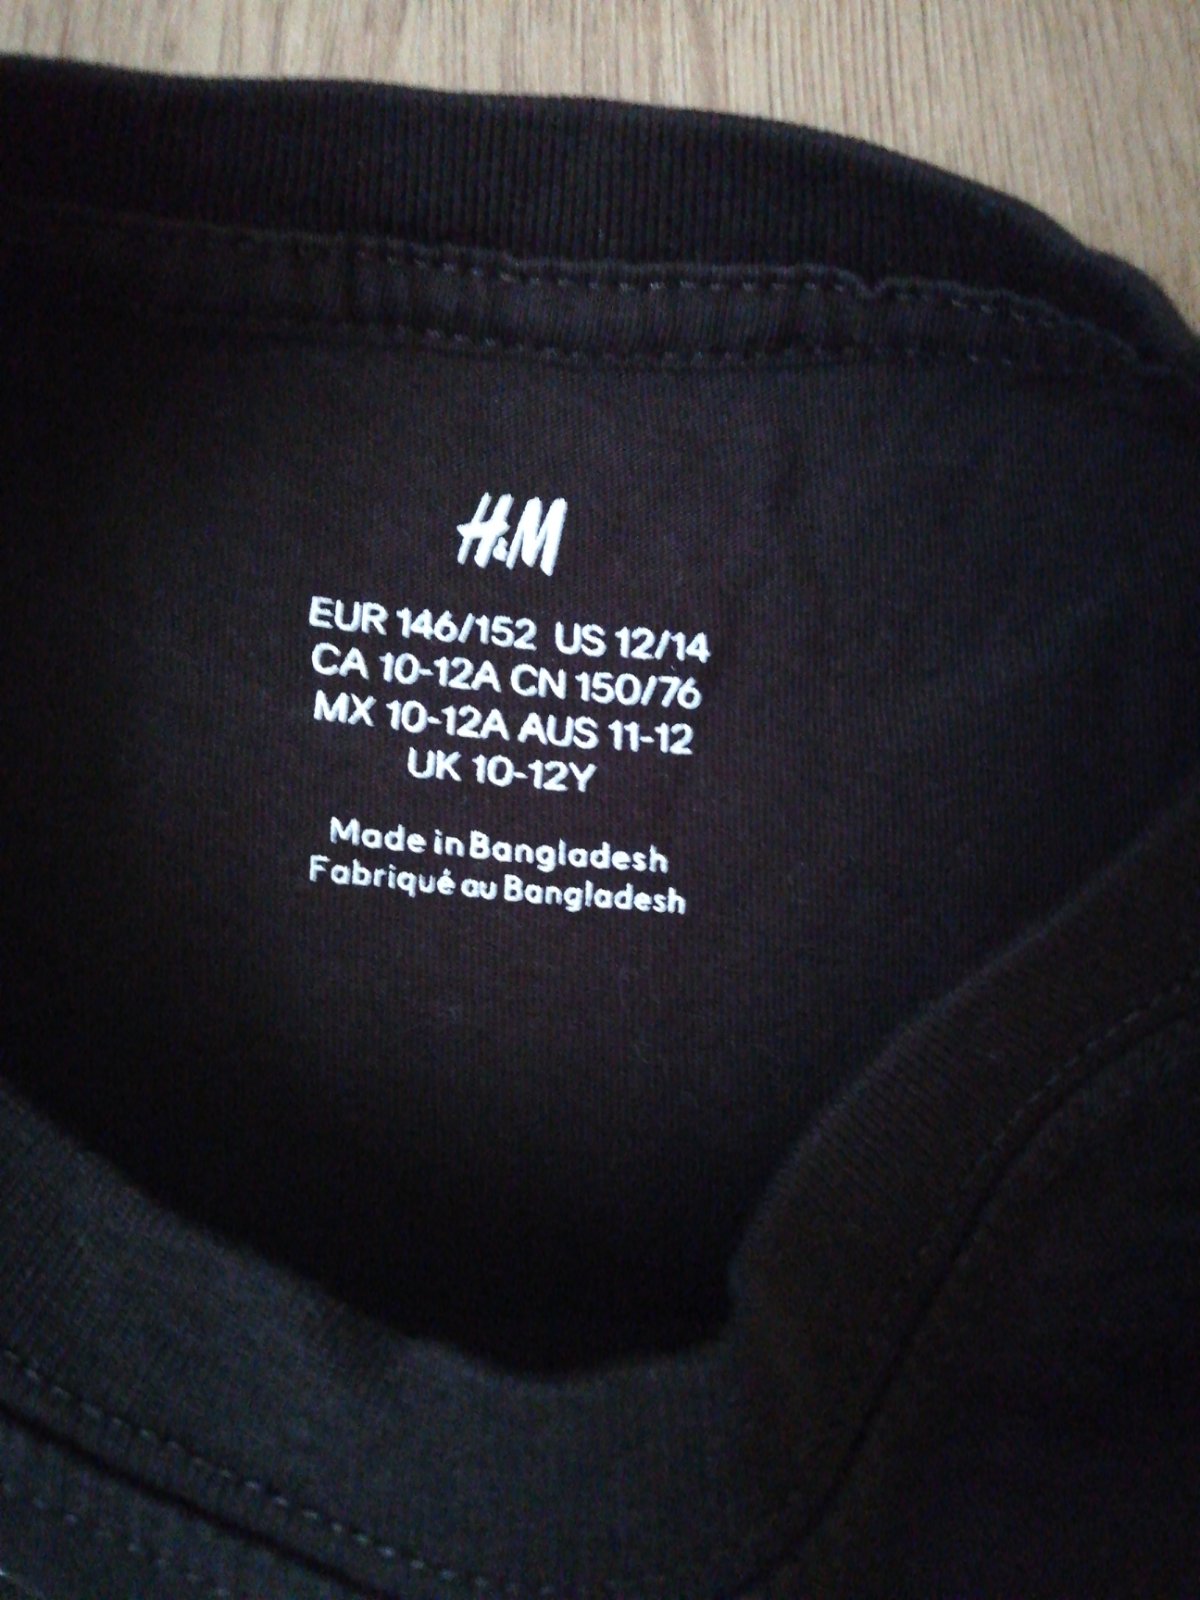 H&M
EUR 146/152 US 12/14
CA 10-12A CN 150/76
MX 10-12A AUS 11-12
UK 10-12Y
Made in Bangladesh
Fabriqué au Bangladesh